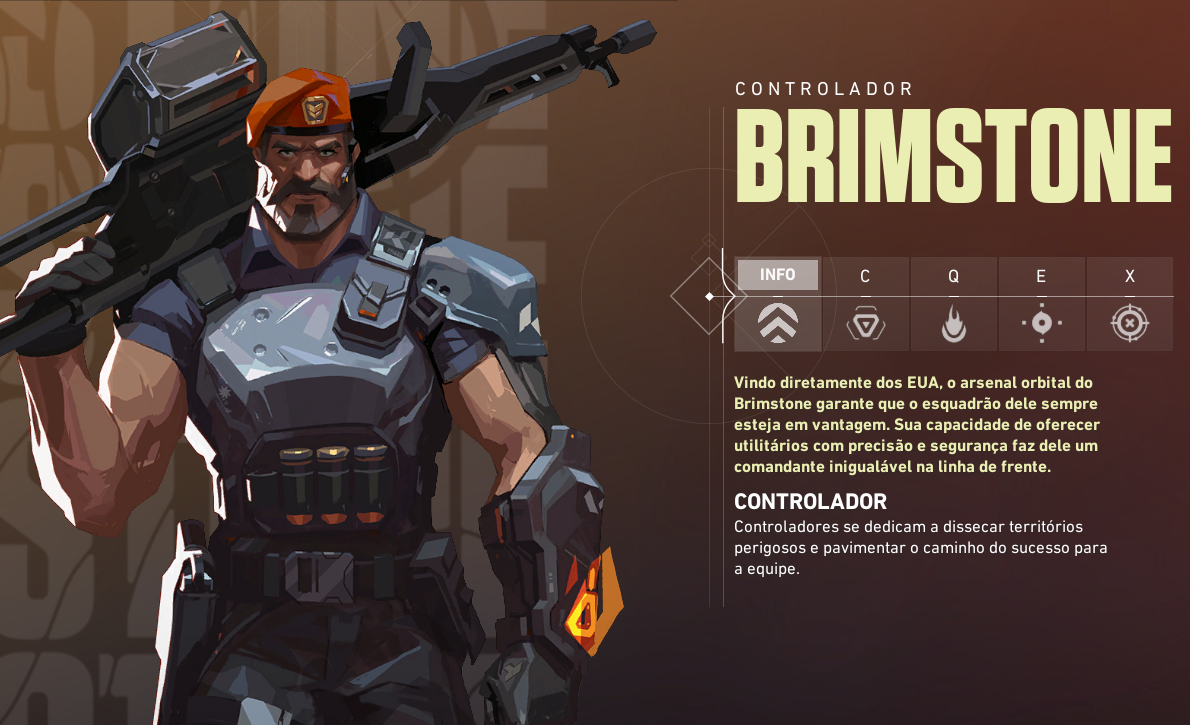 CONTROLADOR
BRIMSTONE
INFO C Q E X
Vindo diretamente dos EUA, o arsenal orbital do
Brimstone garante que o esquadrão dele sempre
esteja em vantagem. Sua capacidade de oferecer
utilitários com precisão e segurança faz dele um
comandante inigualável na linha de frente.
CONTROLADOR
Controladores se dedicam a dissecar territórios
perigosos e pavimentar o caminho do sucesso para
a equipe.